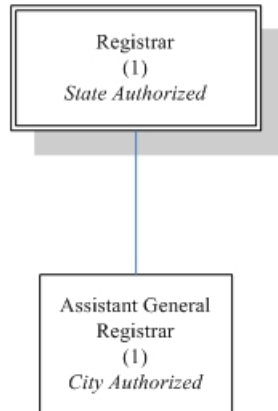 Registrar
(1)
State Authorized
Assistant General
Registrar
(1)
City Authorized